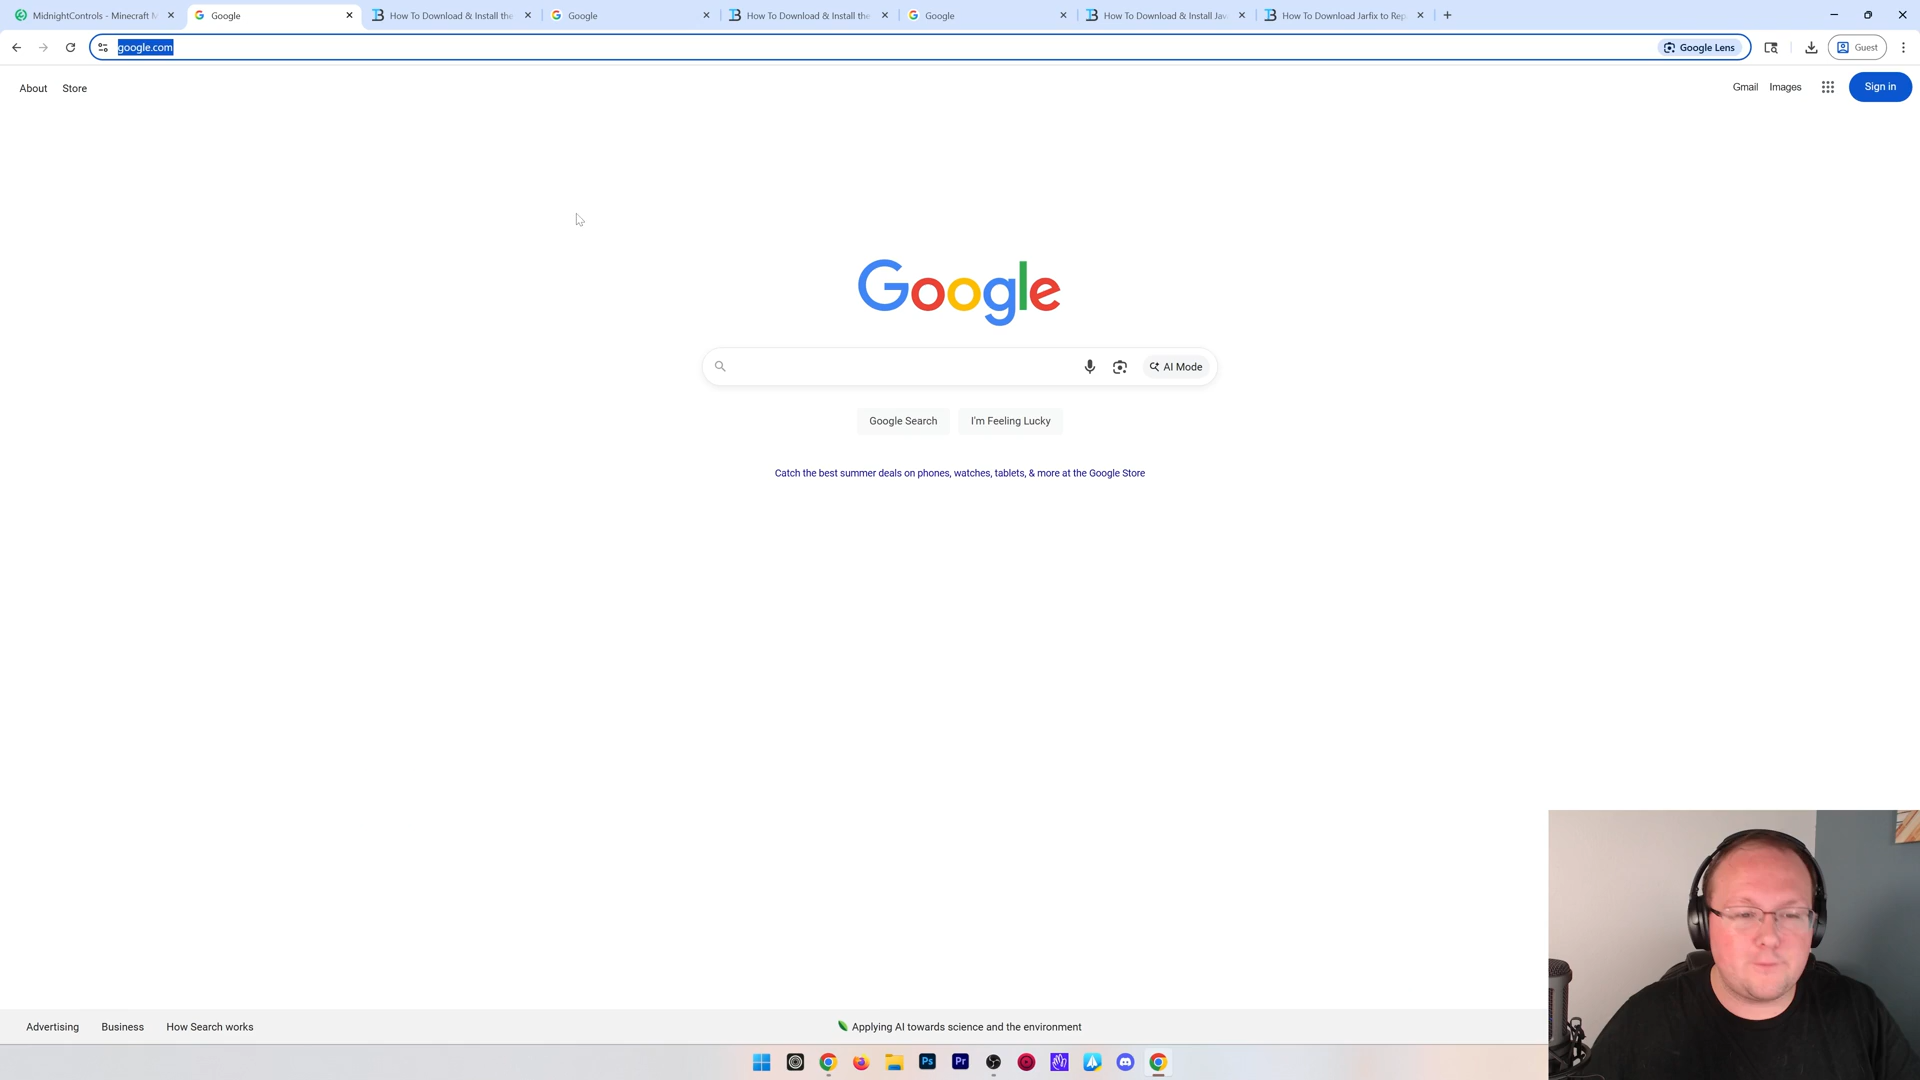 MidnightControls - Minecraft M
Google
How To Download & Install the
Google
How To Download & Install the
Google
How To Download & Install Jav
How To Download Jarfix to Rep
google.com
Google Lens
Guest
About
Store
Gmail
Images
Sign in
Google
AI Mode
Google Search
I'm Feeling Lucky
Catch the best summer deals on phones, watches, tablets, & more at the Google Store
Advertising
Business
How Search works
Applying AI towards science and the environment
Ps
Pr